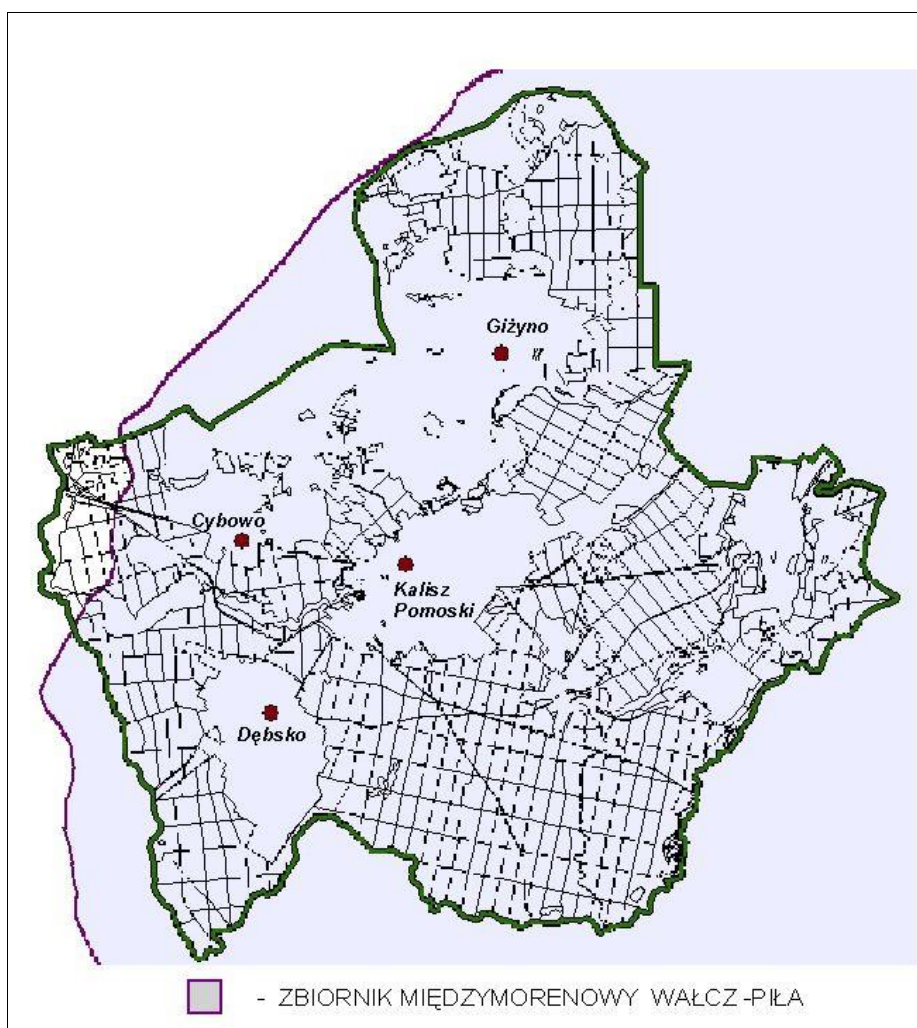 Giżyno
Cybowo
Kalisz
Pomoski
Dębsko
- ZBIORNIK MIĘDZYMORENOWY WAŁCZ -PIŁA